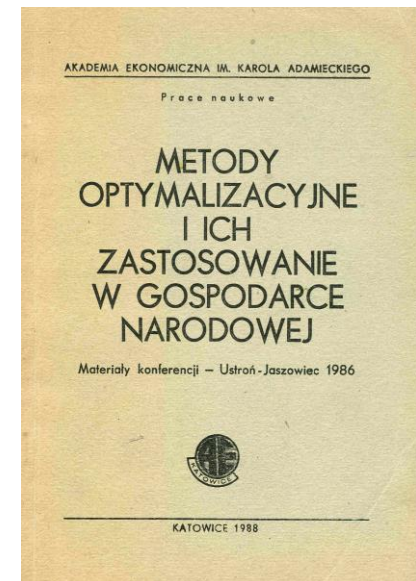 AKADEMIA EKONOMICZNA IM. KAROLA ADAMIECKIEGO
Prace naukowe
METODY
OPTYMALIZACYJNE
I ICH
ZASTOSOWANIE
W GOSPODARCE
NARODOWEJ
Materiały konferencji – Ustroń-Jaszowiec 1986
KATOWICE
KATOWICE 1988